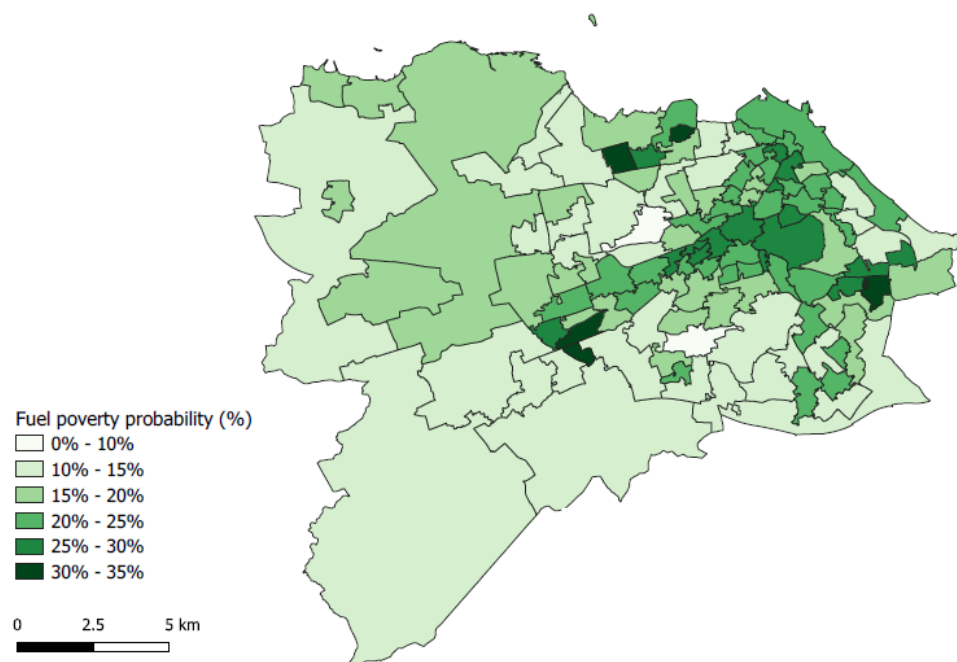 Fuel poverty probability (%)
0% - 10%
10% - 15%
15% - 20%
20% - 25%
25% - 30%
30% - 35%
0 2.5 5 km